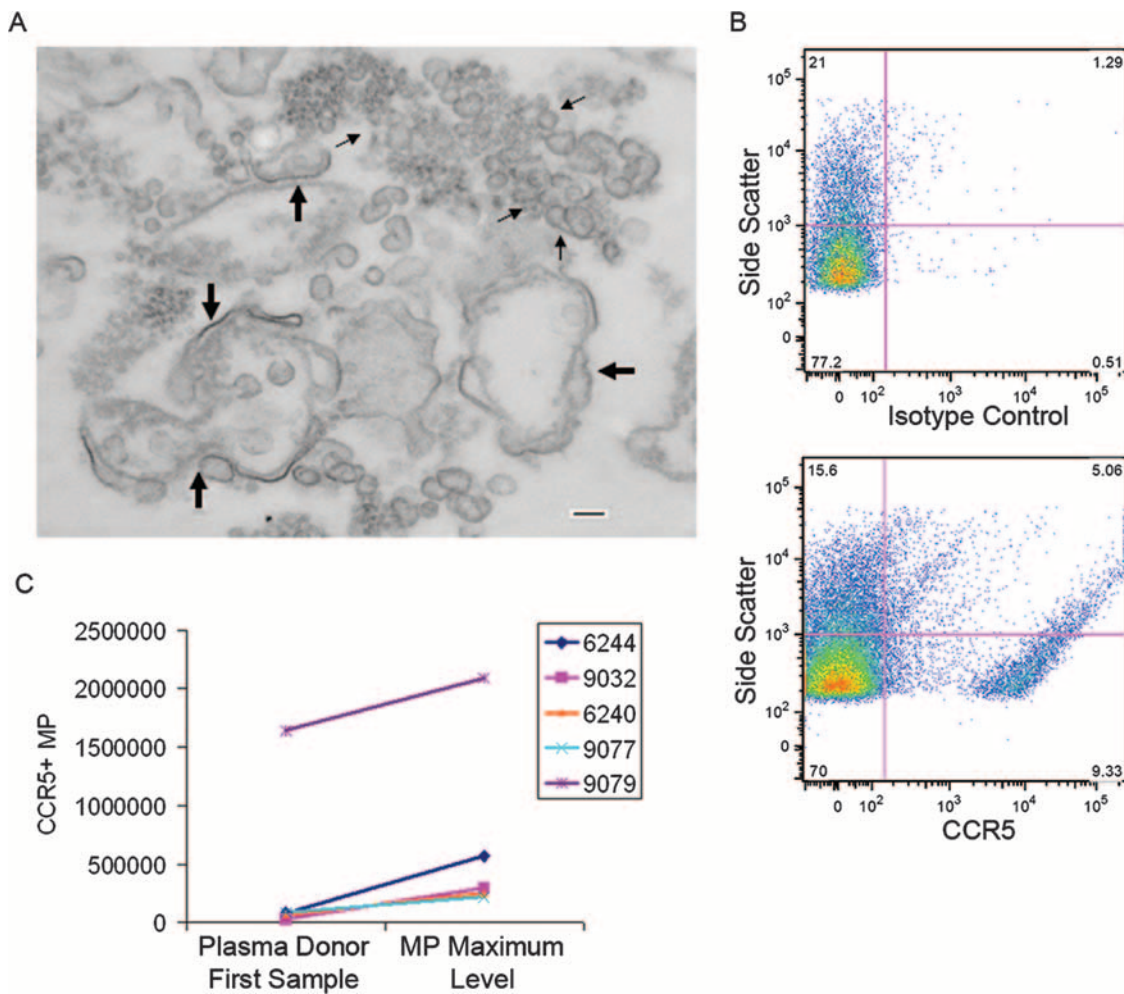 A
B
21
1.29
10^5
10^4
10^3
10^2
0
Side Scatter
77.2
0.51
0 10^2 10^3 10^4 10^5
Isotype Control
15.6
5.06
10^5
10^4
10^3
10^2
0
Side Scatter
70
9.33
0 10^2 10^3 10^4 10^5
CCR5
C
2500000
2000000
1500000
1000000
500000
0
CCR5+ MP
6244
9032
6240
9077
9079
Plasma Donor
First Sample
MP Maximum
Level